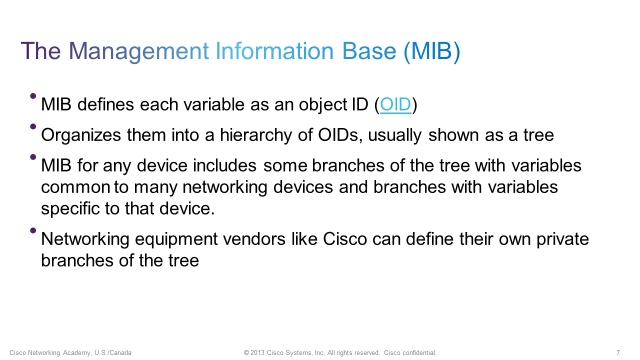 The Management Information Base (MIB)
• MIB defines each variable as an object ID (OID)
• Organizes them into a hierarchy of OIDs, usually shown as a tree
• MIB for any device includes some branches of the tree with variables
common to many networking devices and branches with variables
specific to that device.
• Networking equipment vendors like Cisco can define their own private
branches of the tree
Cisco Networking Academy, U.S./Canada
© 2013 Cisco Systems, Inc. All rights reserved. Cisco confidential.
7